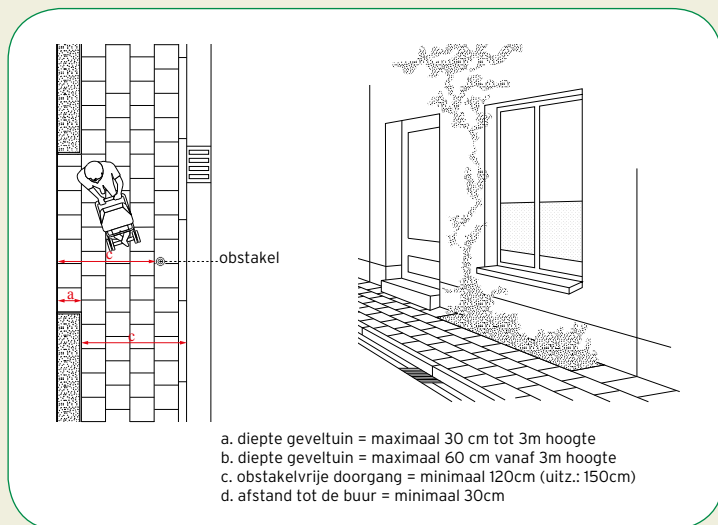 obstakel
c
a
c
a. diepte geveltuin = maximaal 30 cm tot 3m hoogte
b. diepte geveltuin = maximaal 60 cm vanaf 3m hoogte
c. obstakelvrije doorgang = minimaal 120cm (uitz.: 150cm)
d. afstand tot de buur = minimaal 30cm